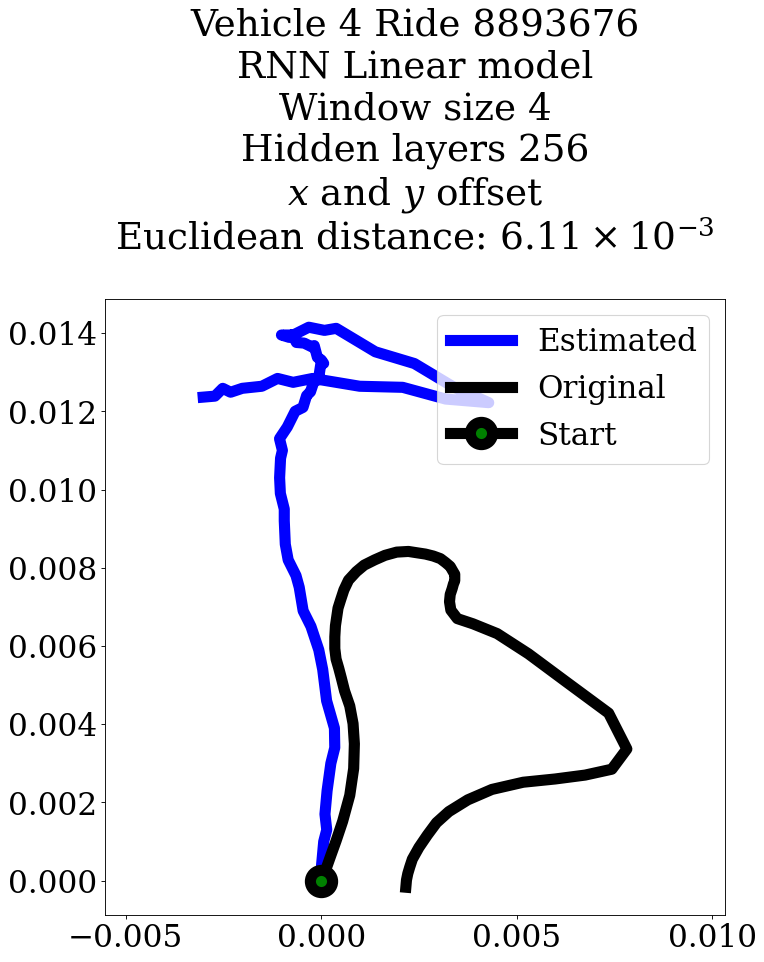 Vehicle 4 Ride 8893676
RNN Linear model
Window size 4
Hidden layers 256
x and y offset
Euclidean distance: 6.11 × 10⁻³
Estimated
Original
Start
0.014
0.012
0.010
0.008
0.006
0.004
0.002
0.000
−0.005 0.000 0.005 0.010